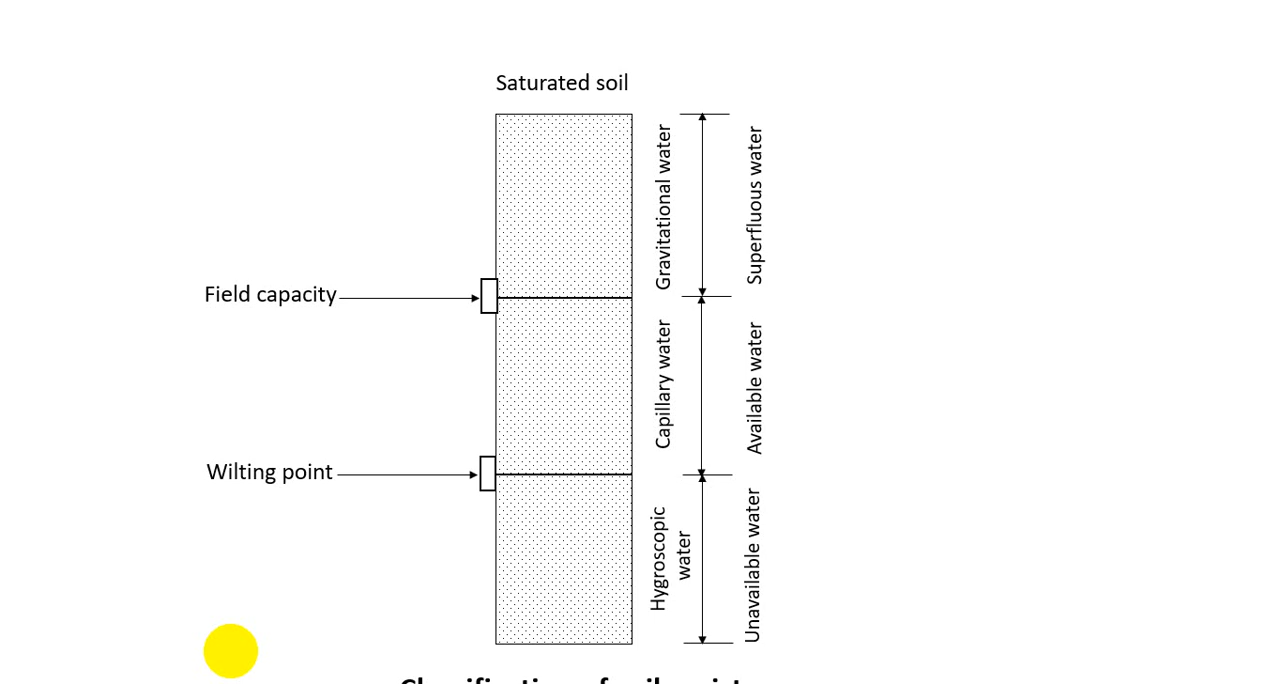 Saturated soil
Gravitational water
Superfluous water
Field capacity
Capillary water
Available water
Wilting point
Hygroscopic
water
Unavailable water